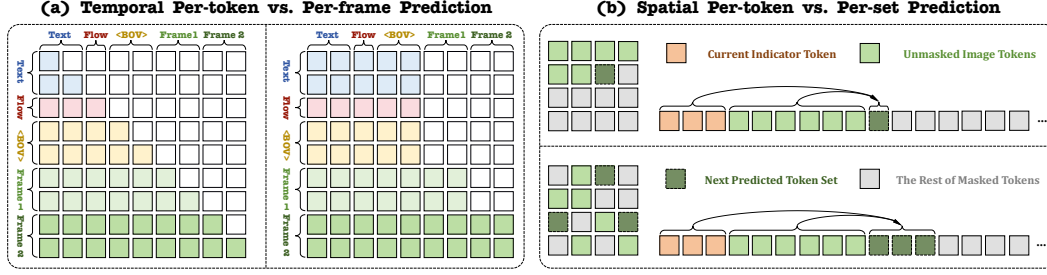 (a) Temporal Per-token vs. Per-frame Prediction
Text Flow <BOV> Frame1 Frame 2
Text
Flow
<BOV>
Frame 1
Frame 2
Text Flow <BOV> Frame1 Frame 2
Text
Flow
<BOV>
Frame 1
Frame 2
(b) Spatial Per-token vs. Per-set Prediction
Current Indicator Token
Unmasked Image Tokens
...
Next Predicted Token Set
The Rest of Masked Tokens
...